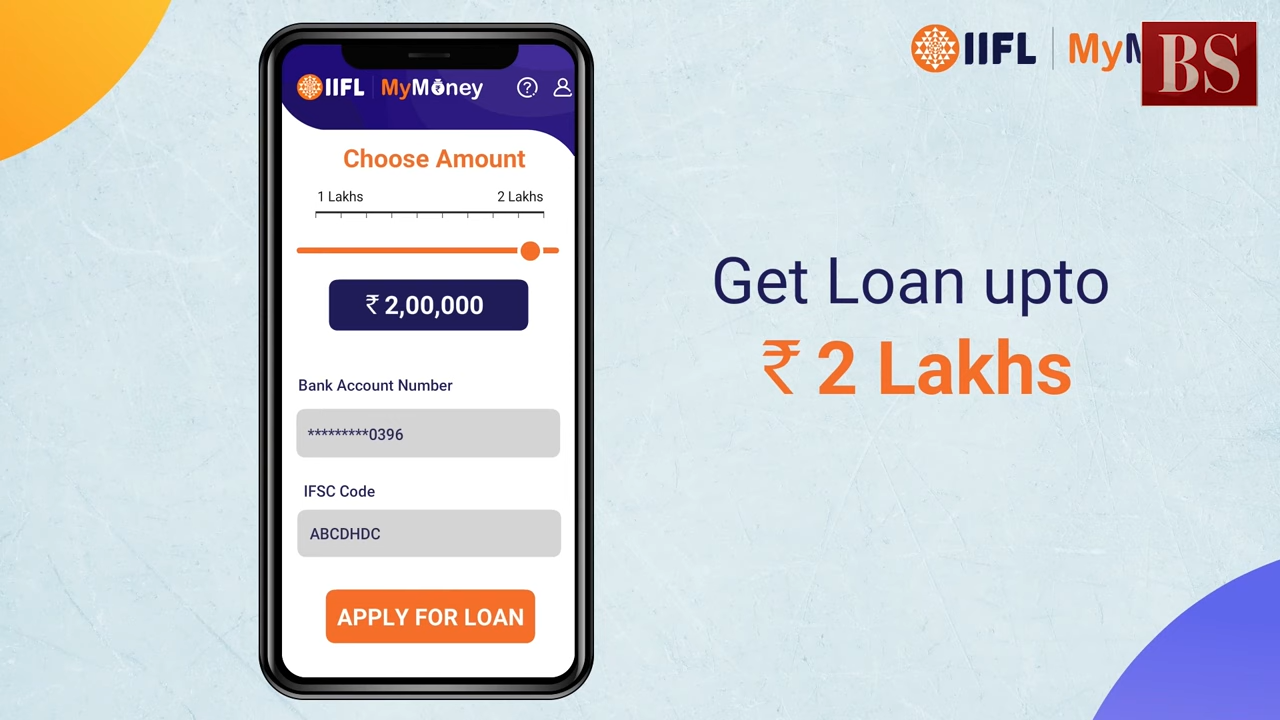 IIFL | MyMoney
?
Choose Amount
1 Lakhs 2 Lakhs
₹ 2,00,000
Bank Account Number
*********0396
IFSC Code
ABCDHDC
APPLY FOR LOAN
IIFL | My
BS
Get Loan upto
₹ 2 Lakhs